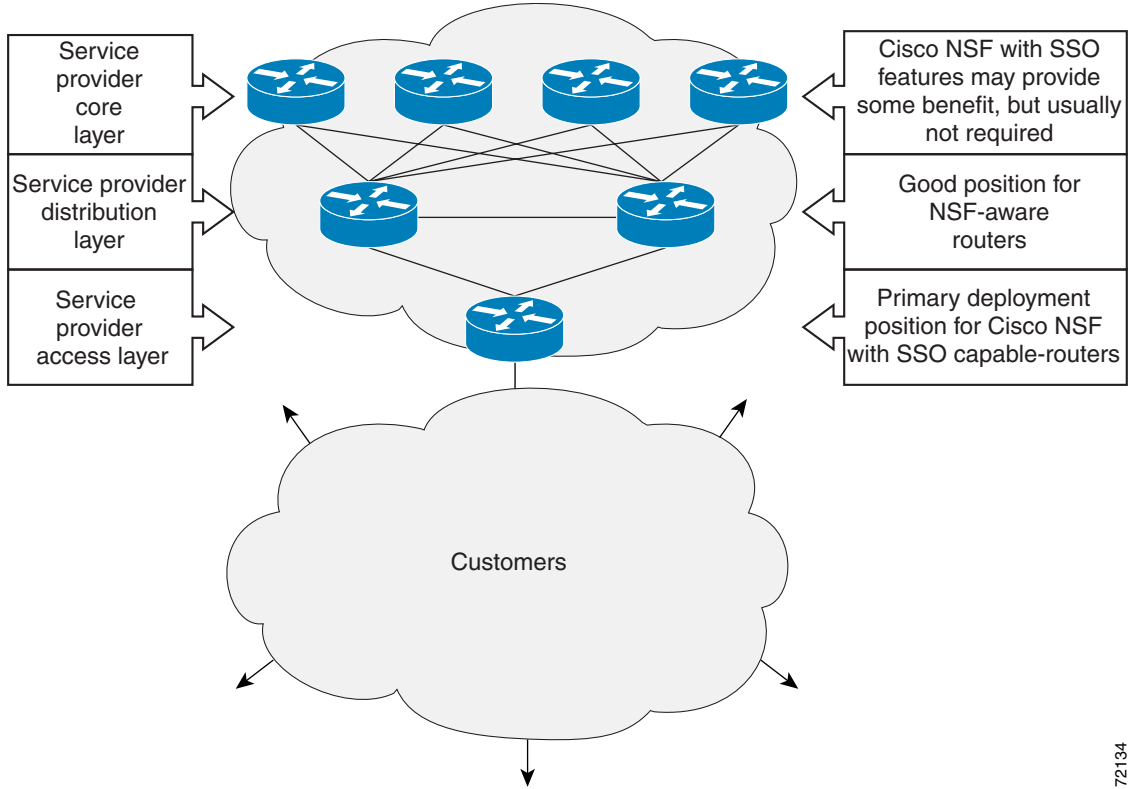 Service
provider
core
layer
Cisco NSF with SSO
features may provide
some benefit, but usually
not required
Service provider
distribution
layer
Good position for
NSF-aware
routers
Service
provider
access layer
Primary deployment
position for Cisco NSF
with SSO capable-routers
Customers
72134